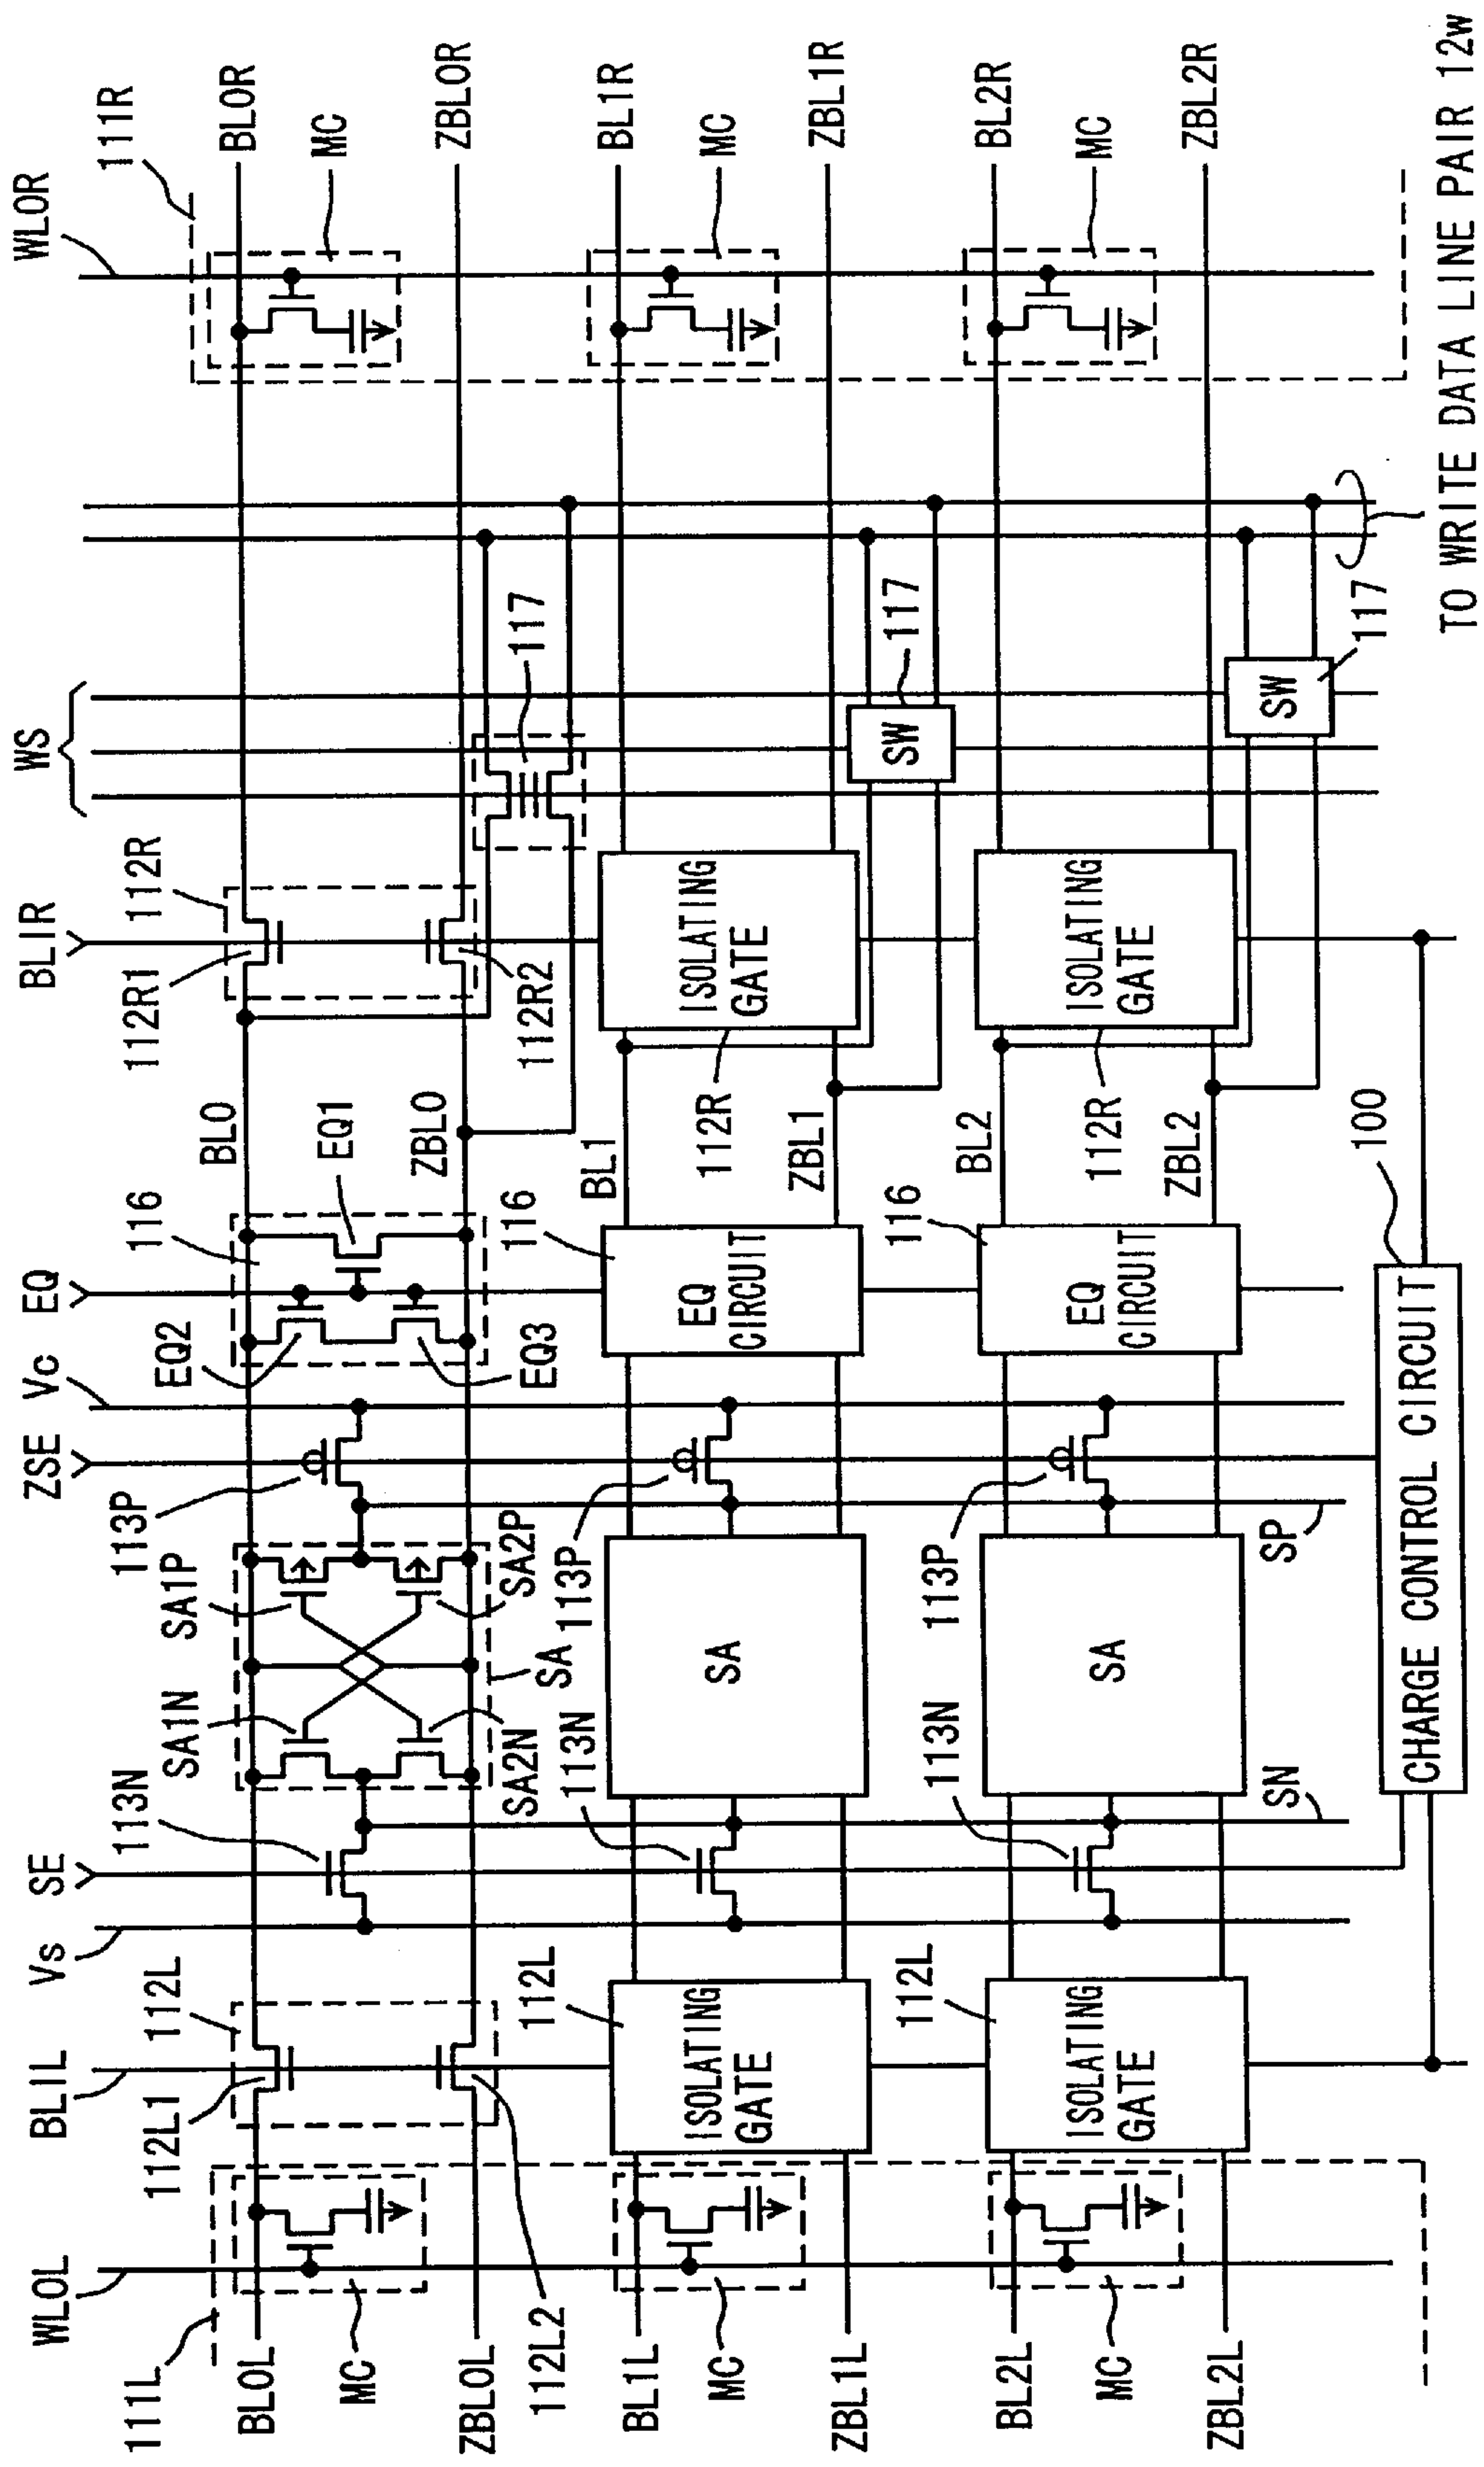 WL0L
BLIL
Vs
SE
ZSE
Vc
EQ
BLIR
WS
WL0R
111L
112L1
112L
113N
SA1N
SA1P
113P
EQ2
116
EQ1
BL0
112R1
112R
111R
BL0L
BL0R
MC
MC
ZBL0L
112L2
SA2N
SA
SA2P
EQ3
ZBL0
112R2
117
ZBL0R
112L
113N
113P
116
BL1
BL1L
BL1R
MC
ISOLATING
GATE
SA
EQ
CIRCUIT
ISOLATING
GATE
112R
MC
ZBL1L
ZBL1
SW
117
ZBL1R
112L
113N
113P
116
BL2
BL2L
BL2R
MC
ISOLATING
GATE
SA
EQ
CIRCUIT
ISOLATING
GATE
112R
MC
ZBL2L
ZBL2
SW
117
ZBL2R
SN
SP
100
CHARGE CONTROL CIRCUIT
TO WRITE DATA LINE PAIR 12w